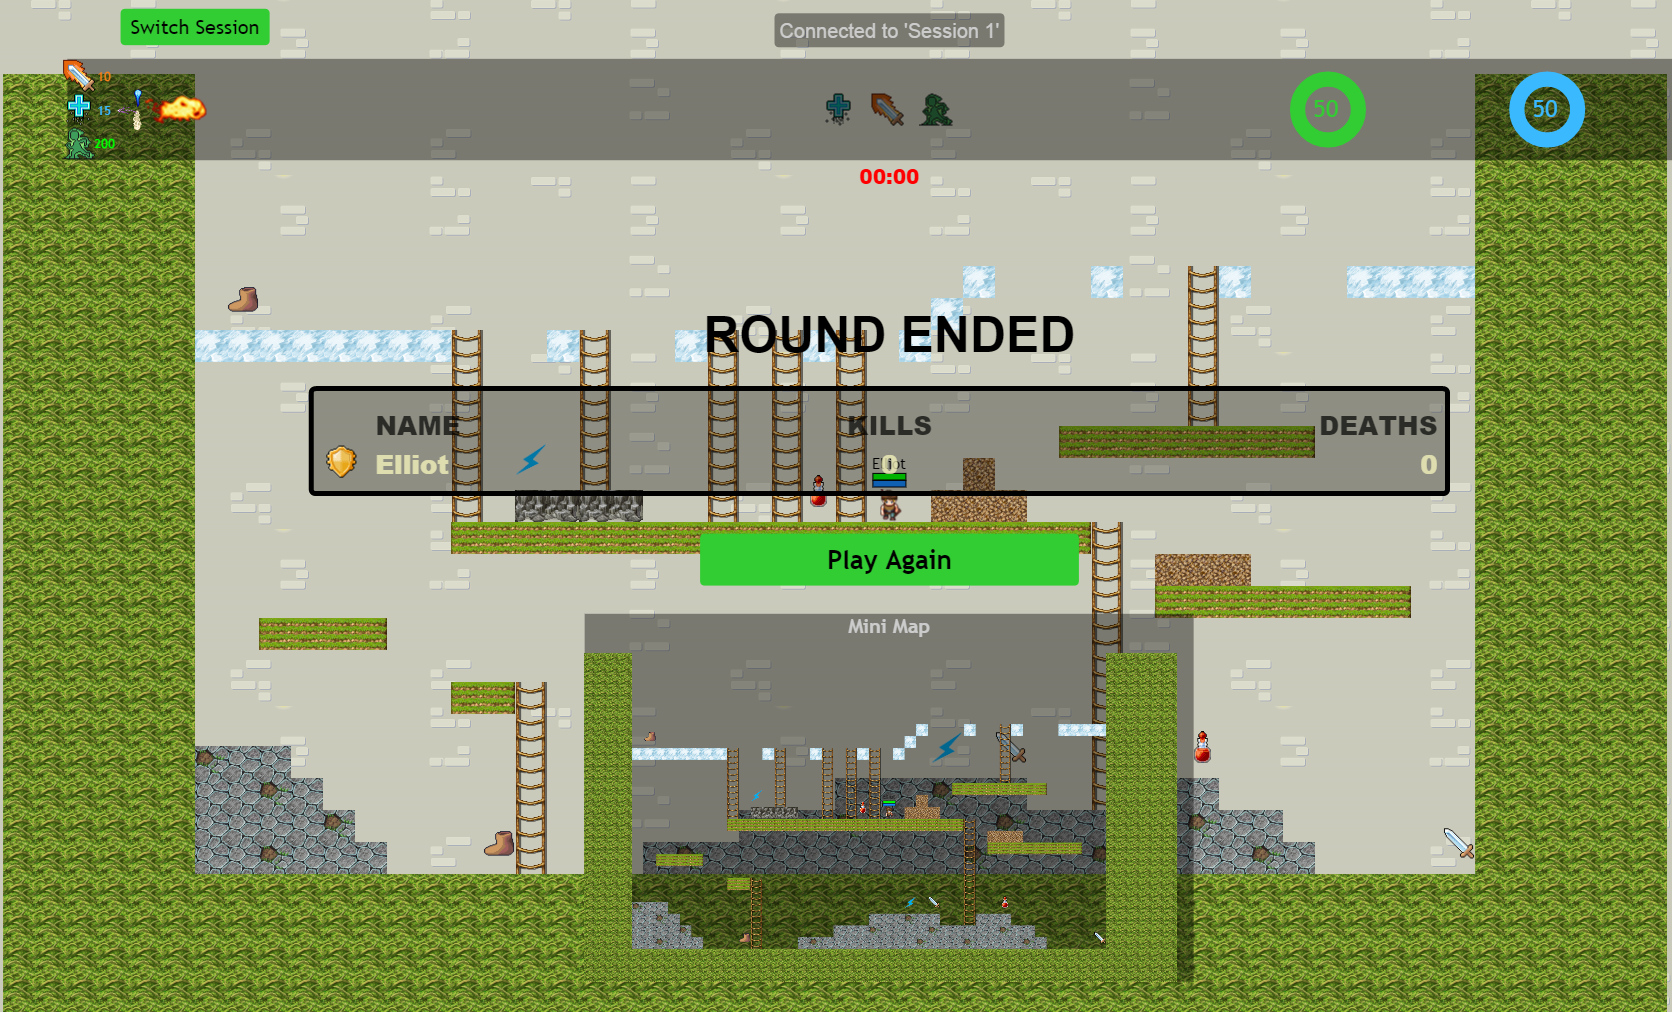 Switch Session
Connected to 'Session 1'
10
15
200
50
50
00:00
ROUND ENDED
NAME KILLS DEATHS
Elliot 0 0
Elliot
Play Again
Mini Map